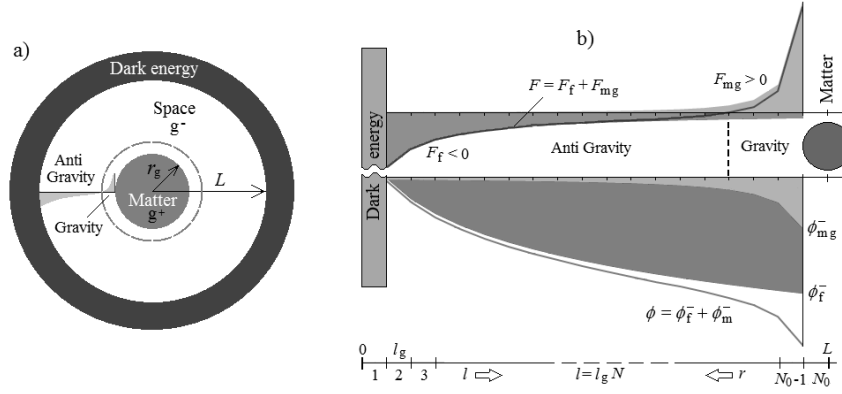 a)
Dark energy
Space
g⁻
Anti
Gravity
r_g
L
Matter
g⁺
Gravity
b)
Matter
F_mg > 0
F = F_f + F_mg
Dark energy
F_f < 0
Anti Gravity
Gravity
ϕ⁻_mg
ϕ⁻_f
ϕ = ϕ⁻_f + ϕ⁻_m
0
l_g
L
1
2
3
l ⇨
l = l_g N
⇦ r
N₀-1
N₀